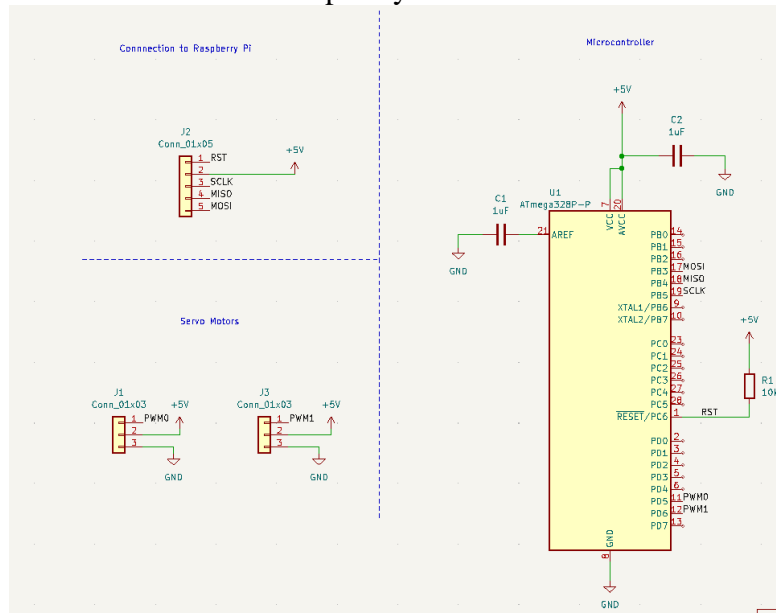 Connnection to Raspberry Pi
J2
Conn_01x05
1 RST
2
+5V
3 SCLK
4 MISO
5 MOSI
Servo Motors
J1
Conn_01x03
1 PWM0
+5V
2
3
GND
J3
Conn_01x03
1 PWM1
+5V
2
3
GND
Microcontroller
+5V
C2
1uF
GND
C1
1uF
GND
U1
ATmega328P-P
7 VCC
20 AVCC
21 AREF
PB0 14
PB1 15
PB2 16
PB3 17 MOSI
PB4 18 MISO
PB5 19 SCLK
XTAL1/PB6 9
XTAL2/PB7 10
PC0 23
PC1 24
PC2 25
PC3 26
PC4 27
PC5 28
RESET/PC6 1 RST
PD0 2
PD1 3
PD2 4
PD3 5
PD4 6
PD5 11 PWM0
PD6 12 PWM1
PD7 13
GND 8
GND
+5V
R1
10k